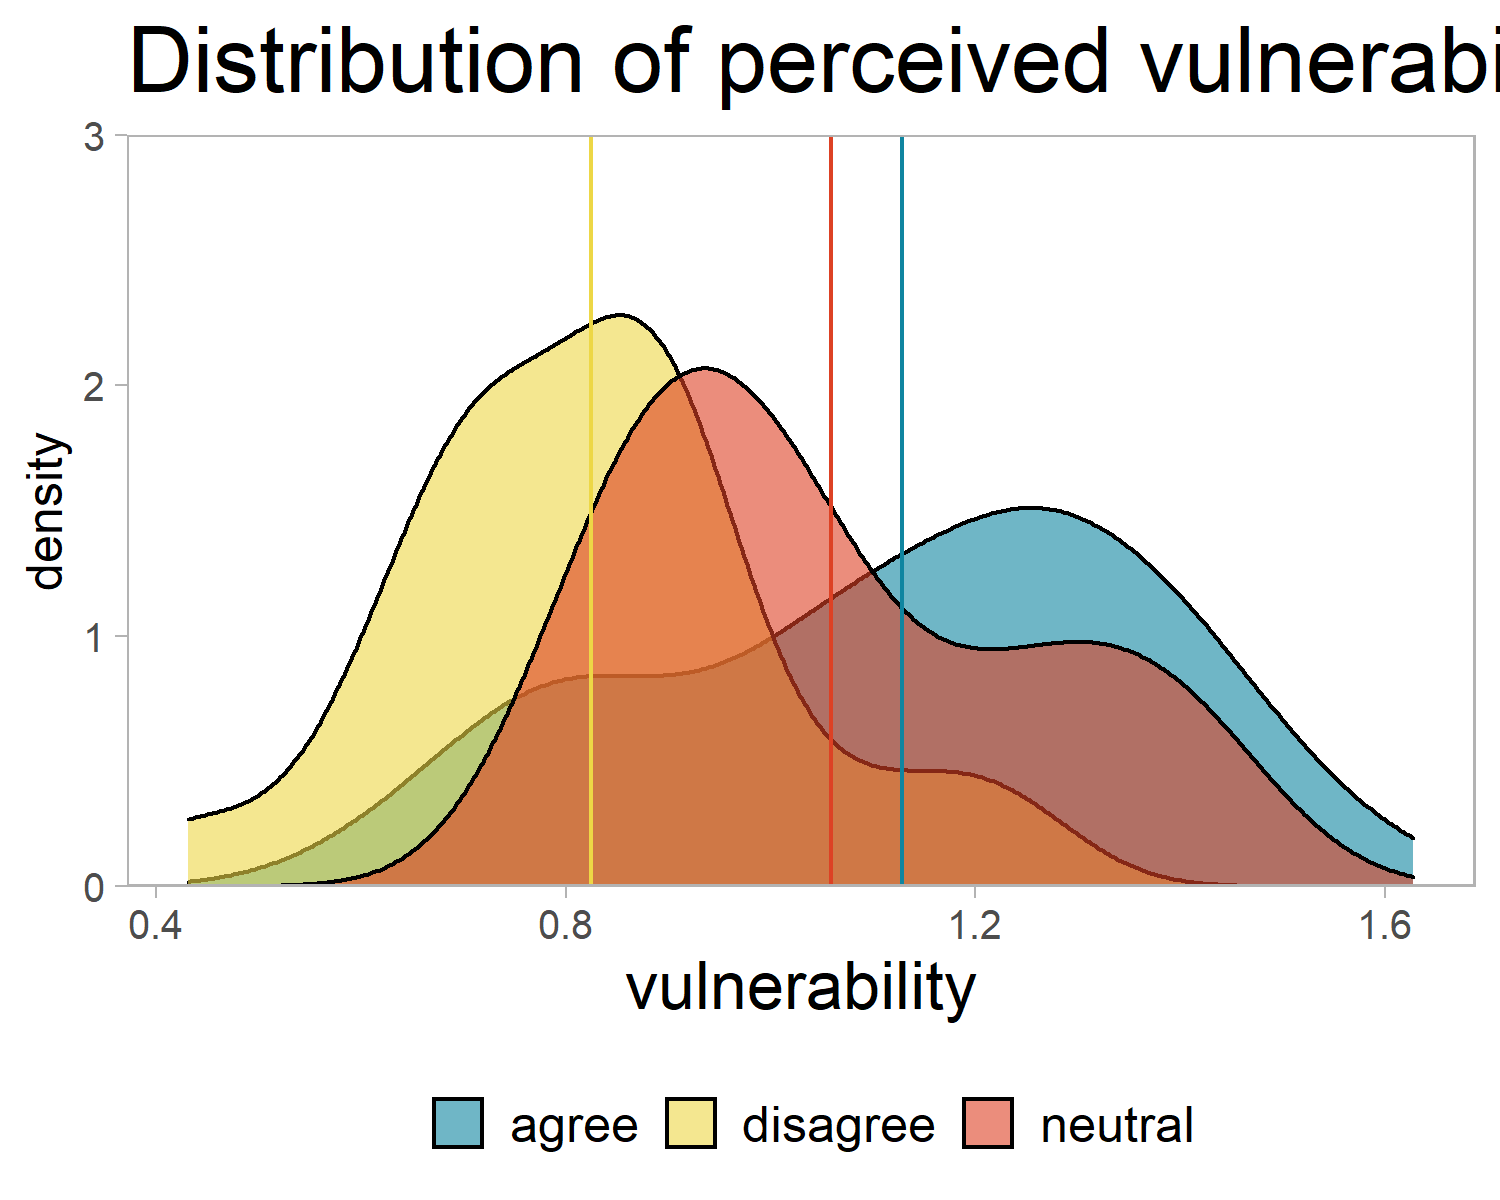 Distribution of perceived vulnerabi
3
2
1
0
density
0.4 0.8 1.2 1.6
vulnerability
agree disagree neutral